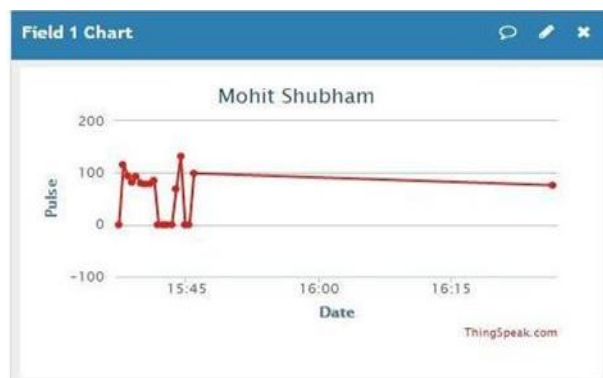 Field 1 Chart
Mohit Shubham
200
100
0
-100
Pulse
15:45
16:00
16:15
Date
ThingSpeak.com